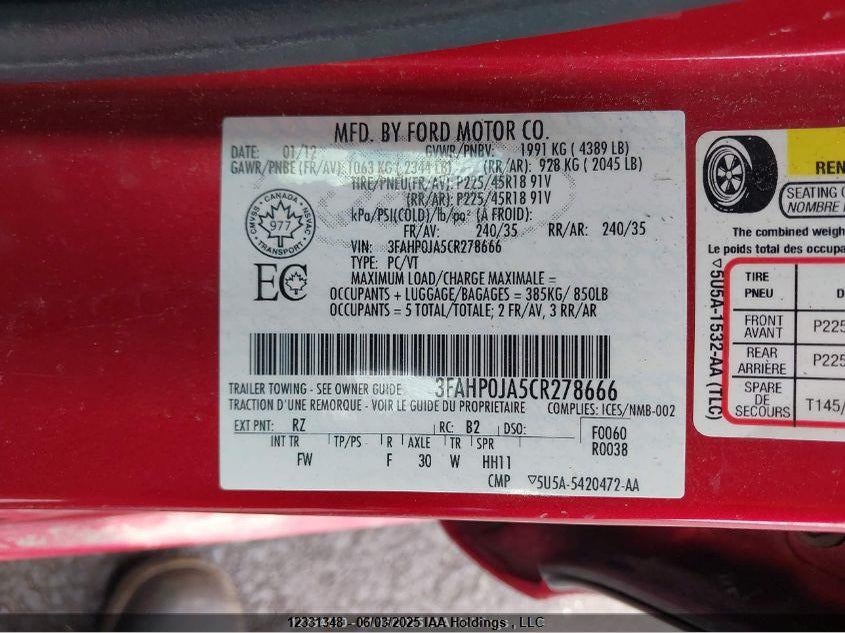 MFD. BY FORD MOTOR CO.
DATE: 01/12 GVWR/PNBV: 1991 KG ( 4389 LB)
GAWR/PNBE (FR/AV): 1063 KG ( 2344 LB) (RR/AR): 928 KG ( 2045 LB)
TIRE/PNEU(FR/AV): P225/45R18 91V
(RR/AR): P225/45R18 91V
kPa/PSI(COLD)/lb/pq² (À FROID):
FR/AV: 240/35 RR/AR: 240/35
CMVSS • CANADA • NSVAC
977
TRANSPORT
VIN: 3FAHP0JA5CR278666
TYPE: PC/VT
EC
MAXIMUM LOAD/CHARGE MAXIMALE =
OCCUPANTS + LUGGAGE/BAGAGES = 385KG/ 850LB
OCCUPANTS = 5 TOTAL/TOTALE; 2 FR/AV, 3 RR/AR
TRAILER TOWING - SEE OWNER GUIDE 3FAHP0JA5CR278666
TRACTION D'UNE REMORQUE - VOIR LE GUIDE DU PROPRIETAIRE COMPLIES: ICES/NMB-002
EXT PNT: RZ RC: B2 DSO: F0060
R0038
INT TR TP/PS R AXLE TR SPR
FW F 30 W HH11
CMP ▽5U5A-5420472-AA
REN
SEATING
NOMBRE
The combined weigh
Le poids total des occupa
▽5U5A-1532-AA (TLC)
TIRE
PNEU D
FRONT
AVANT P225
REAR
ARRIÈRE P225
SPARE
DE
SECOURS T145/
12331348 - 06/03/2025 IAA Holdings , LLC